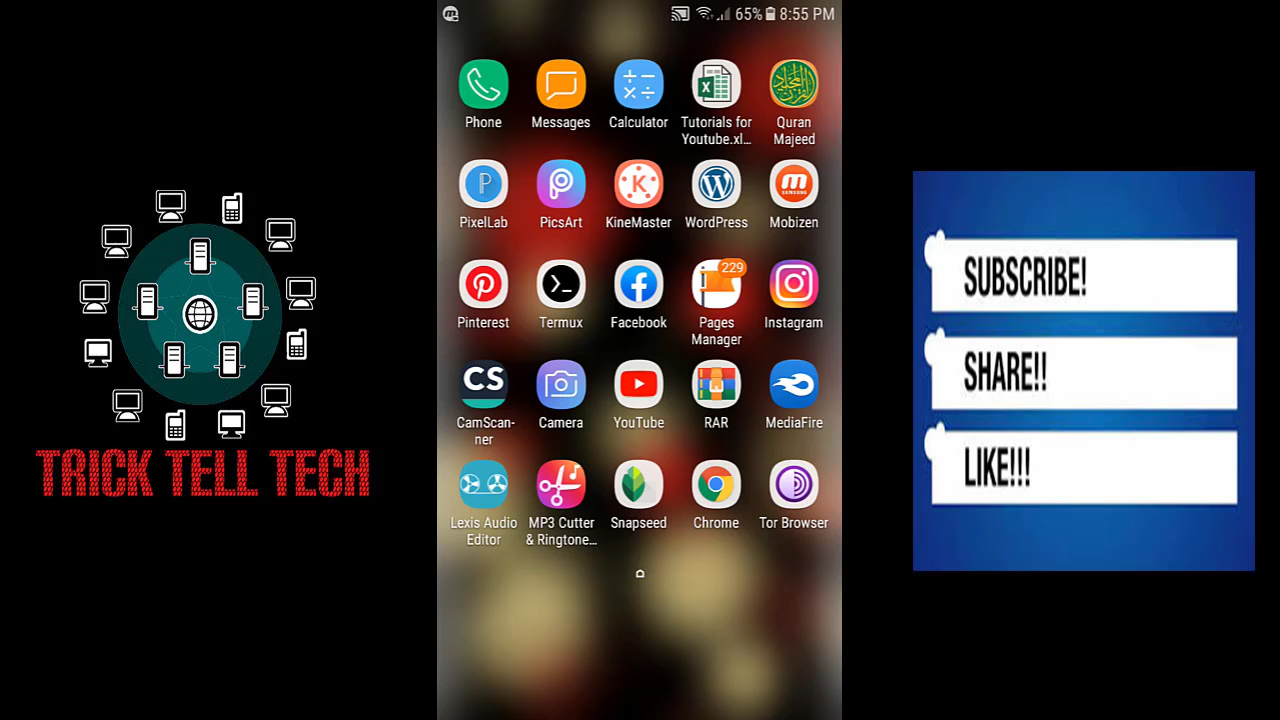 65% 8:55 PM
Phone
Messages
Calculator
Tutorials for
Youtube.xl...
Quran
Majeed
PixelLab
PicsArt
KineMaster
WordPress
Mobizen
Pinterest
Termux
Facebook
229
Pages
Manager
Instagram
CS
CamScan-
ner
Camera
YouTube
RAR
MediaFire
Lexis Audio
Editor
MP3 Cutter
& Ringtone...
Snapseed
Chrome
Tor Browser
TRICK TELL TECH
SUBSCRIBE!
SHARE!!
LIKE!!!